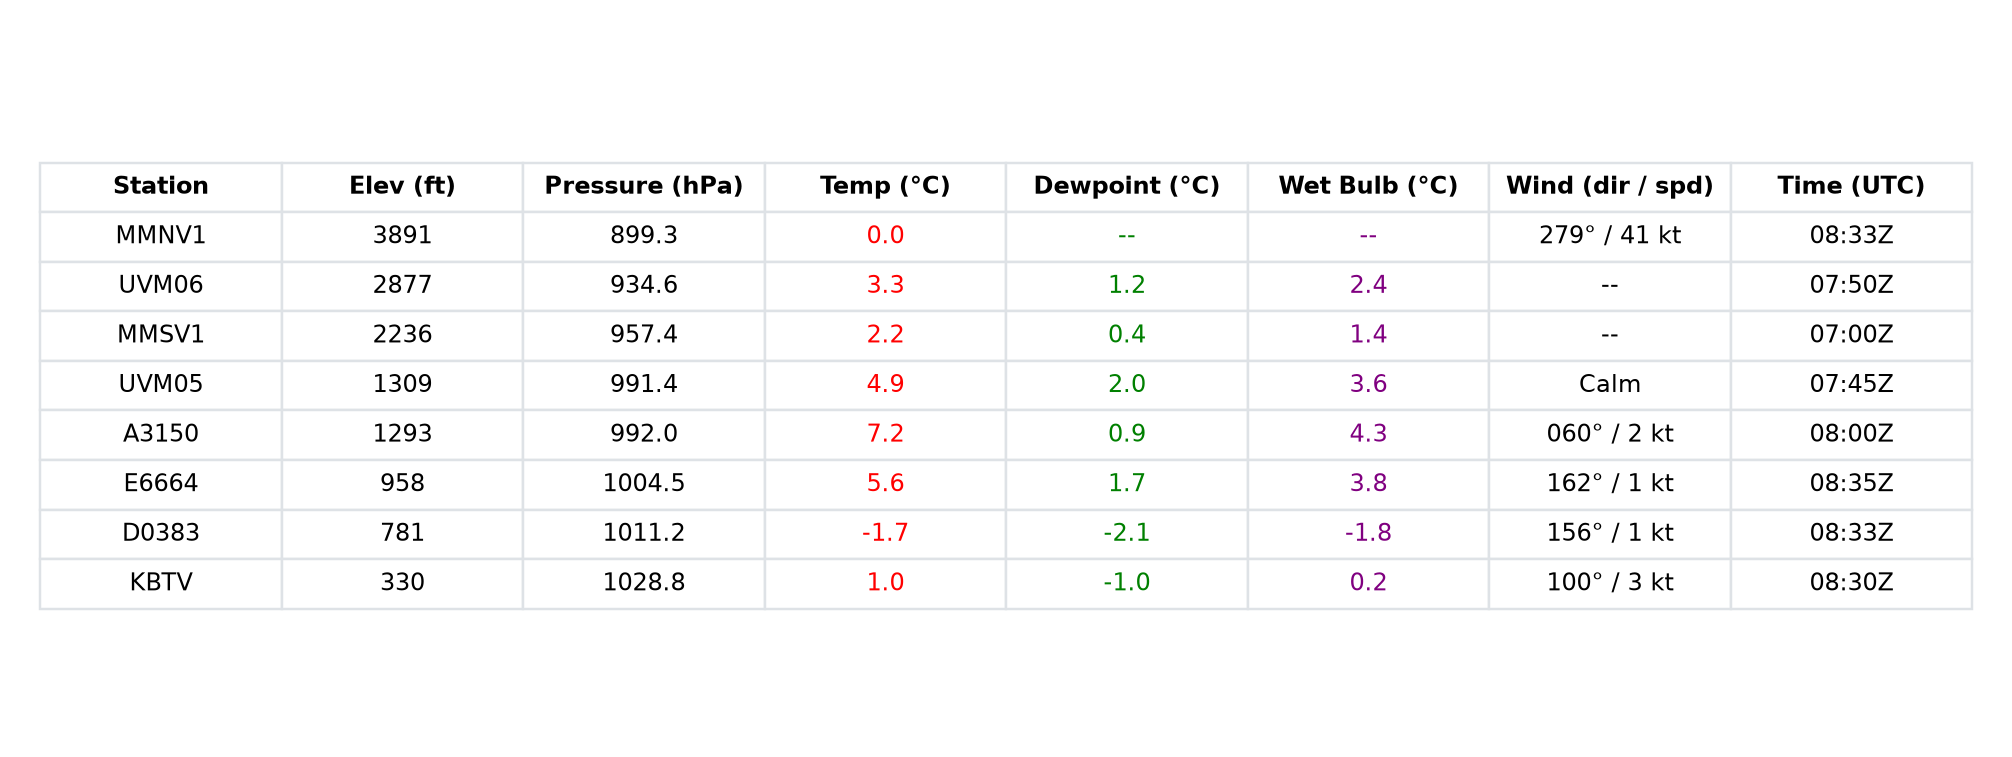 Station Elev (ft) Pressure (hPa) Temp (°C) Dewpoint (°C) Wet Bulb (°C) Wind (dir / spd) Time (UTC)
MMNV1 3891 899.3 0.0 -- -- 279° / 41 kt 08:33Z
UVM06 2877 934.6 3.3 1.2 2.4 -- 07:50Z
MMSV1 2236 957.4 2.2 0.4 1.4 -- 07:00Z
UVM05 1309 991.4 4.9 2.0 3.6 Calm 07:45Z
A3150 1293 992.0 7.2 0.9 4.3 060° / 2 kt 08:00Z
E6664 958 1004.5 5.6 1.7 3.8 162° / 1 kt 08:35Z
D0383 781 1011.2 -1.7 -2.1 -1.8 156° / 1 kt 08:33Z
KBTV 330 1028.8 1.0 -1.0 0.2 100° / 3 kt 08:30Z